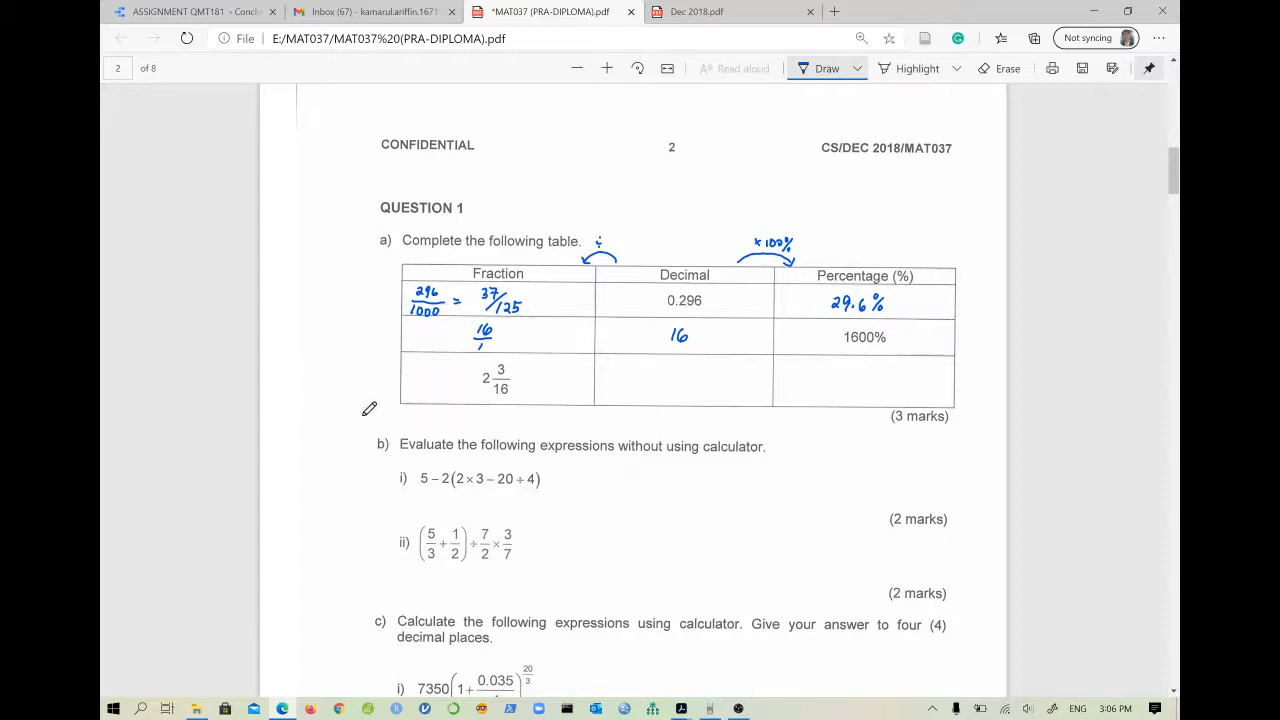 ASSIGNMENT QMT181 > Conclu
Inbox (67) - kamarul.ariffin.1671
*MAT037 (PRA-DIPLOMA).pdf
Dec 2018.pdf
File
E:/MAT037/MAT037%20(PRA-DIPLOMA).pdf
Not syncing
2
of 8
Read aloud
Draw
Highlight
Erase
CONFIDENTIAL
2
CS/DEC 2018/MAT037
QUESTION 1
a) Complete the following table.
÷
×100%
Fraction
Decimal
Percentage (%)
296/1000 = 37/125
0.296
29.6%
16/1
16
1600%
2 3/16
(3 marks)
b) Evaluate the following expressions without using calculator.
i) 5 − 2(2 × 3 − 20 ÷ 4)
(2 marks)
ii) (5/3 + 1/2) ÷ 7/2 × 3/7
(2 marks)
c) Calculate the following expressions using calculator. Give your answer to four (4)
decimal places.
i) 7350(1 + 0.035/ )^20/3
ENG
3:06 PM